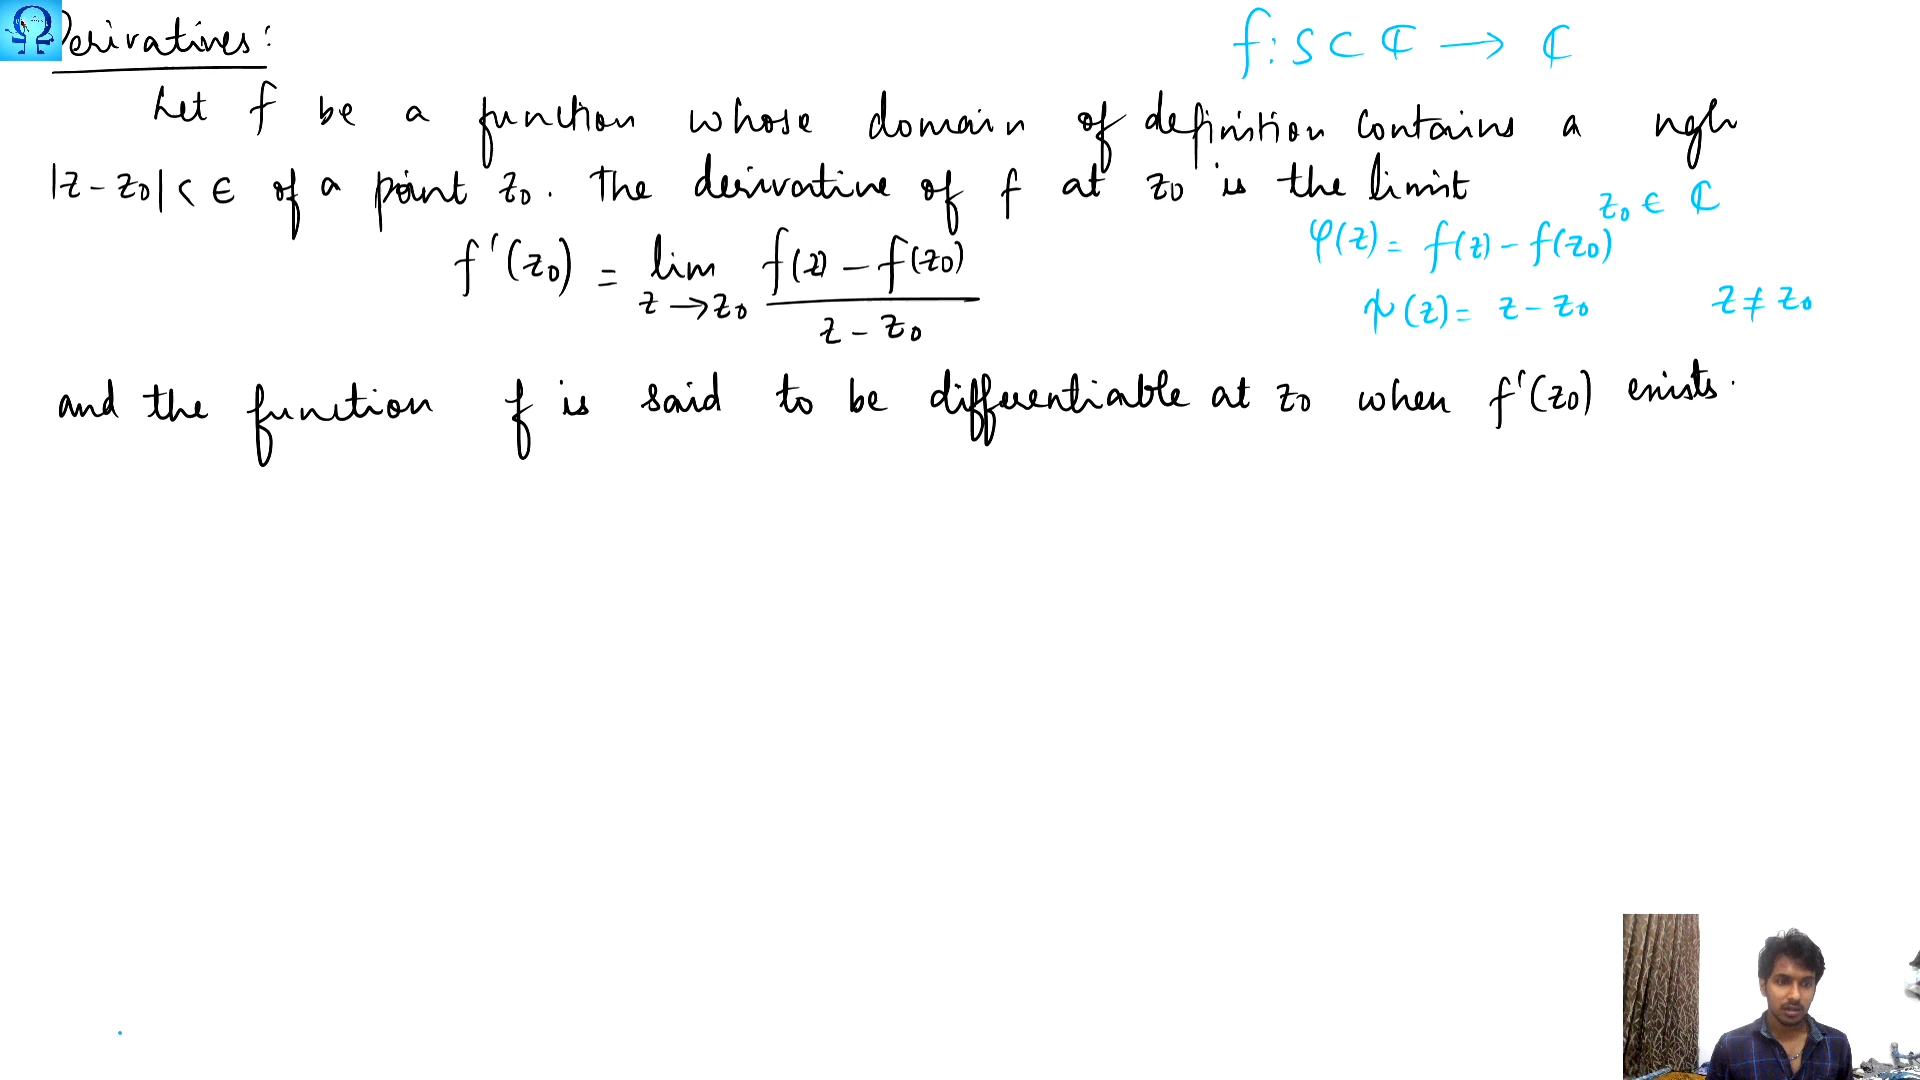 Derivatives:
f: S ⊂ ℂ → ℂ
Let f be a function whose domain of definition contains a ngh
|z - z0| < ε of a point z0. The derivative of f at z0 is the limit
z0 ∈ ℂ
f'(z0) = lim z→z0 (f(z) - f(z0)) / (z - z0)
φ(z) = f(z) - f(z0)
ψ(z) = z - z0 z ≠ z0
and the function f is said to be differentiable at z0 when f'(z0) exists.